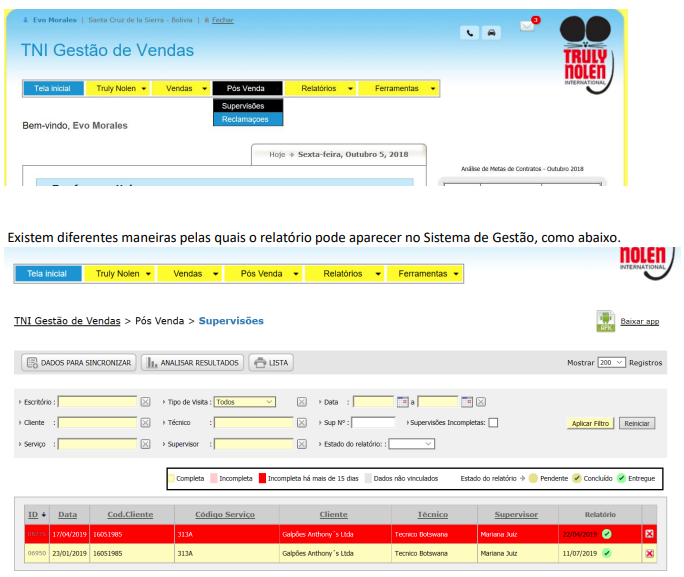 Evo Morales | Santa Cruz de la Sierra - Bolivia | Fechar
3
TNI Gestão de Vendas
TRULY
NOLEN
INTERNATIONAL
Tela inicial Truly Nolen Vendas Pós Venda Relatórios Ferramentas
Supervisões
Reclamaçoes
Bem-vindo, Evo Morales
Hoje Sexta-feira, Outubro 5, 2018
Análise de Metas de Contratos - Outubro 2018
Existem diferentes maneiras pelas quais o relatório pode aparecer no Sistema de Gestão, como abaixo.
NOLEN
INTERNATIONAL
Tela inicial Truly Nolen Vendas Pós Venda Relatórios Ferramentas
TNI Gestão de Vendas > Pós Venda > Supervisões
APK
Baixar app
DADOS PARA SINCRONIZAR ANALISAR RESULTADOS LISTA Mostrar 200 Registros
Escritório : Tipo de Visita : Todos Data : a
Cliente : Técnico : Sup Nº : Supervisões Incompletas: Aplicar Filtro Reiniciar
Serviço : Supervisor : Estado do relatório: :
Completa Incompleta Incompleta há mais de 15 dias Dados não vinculados Estado do relatório Pendente Concluído Entregue
ID Data Cod.Cliente Código Serviço Cliente Técnico Supervisor Relatório
17/04/2019 16051985 313A Galpões Anthony´s Ltda Tecnico Botswana Mariana Juiz 22/04/2019
06950 23/01/2019 16051985 313A Galpões Anthony´s Ltda Tecnico Botswana Mariana Juiz 11/07/2019